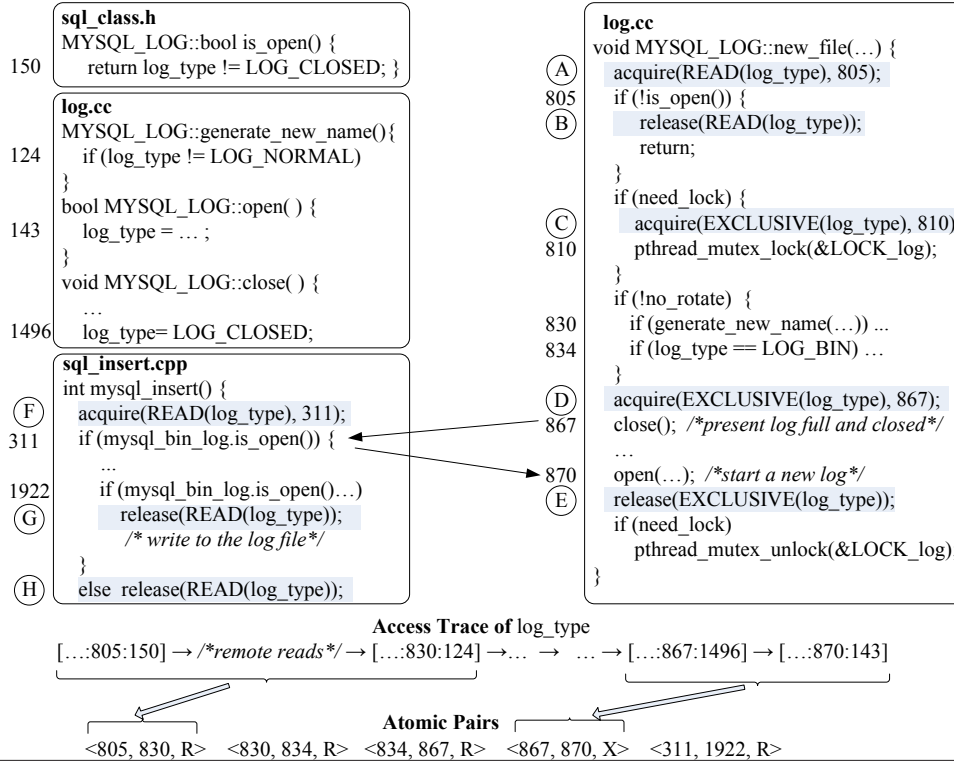 sql_class.h
MYSQL_LOG::bool is_open() {
150 return log_type != LOG_CLOSED; }
log.cc
MYSQL_LOG::generate_new_name(){
124 if (log_type != LOG_NORMAL)
}
bool MYSQL_LOG::open( ) {
143 log_type = … ;
}
void MYSQL_LOG::close( ) {
…
1496 log_type= LOG_CLOSED;
sql_insert.cpp
int mysql_insert() {
F acquire(READ(log_type), 311);
311 if (mysql_bin_log.is_open()) {
...
1922 if (mysql_bin_log.is_open()…)
G release(READ(log_type));
/* write to the log file*/
}
H else release(READ(log_type));
log.cc
void MYSQL_LOG::new_file(…) {
A acquire(READ(log_type), 805);
805 if (!is_open()) {
B release(READ(log_type));
return;
}
if (need_lock) {
C acquire(EXCLUSIVE(log_type), 810)
810 pthread_mutex_lock(&LOCK_log);
}
if (!no_rotate) {
830 if (generate_new_name(…)) ...
834 if (log_type == LOG_BIN) …
}
D acquire(EXCLUSIVE(log_type), 867);
867 close(); /*present log full and closed*/
…
870 open(…); /*start a new log*/
E release(EXCLUSIVE(log_type));
if (need_lock)
pthread_mutex_unlock(&LOCK_log)
}
Access Trace of log_type
[…:805:150] → /*remote reads*/ → […:830:124] →… → … →[…:867:1496] → […:870:143]
Atomic Pairs
<805, 830, R> <830, 834, R> <834, 867, R> <867, 870, X> <311, 1922, R>